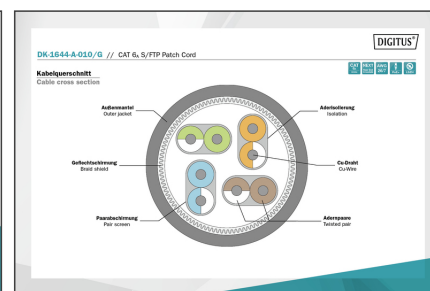 DIGITUS®
DK-1644-A-010/G // CAT 6A S/FTP Patch Cord
Kabelquerschnitt
Cable cross section
Außenmantel
Outer jacket
Aderisolierung
Isolation
Geflechtschirmung
Braid shield
Cu-Draht
Cu-Wire
Paarabschirmung
Pair screen
Adernpaare
Twisted pair